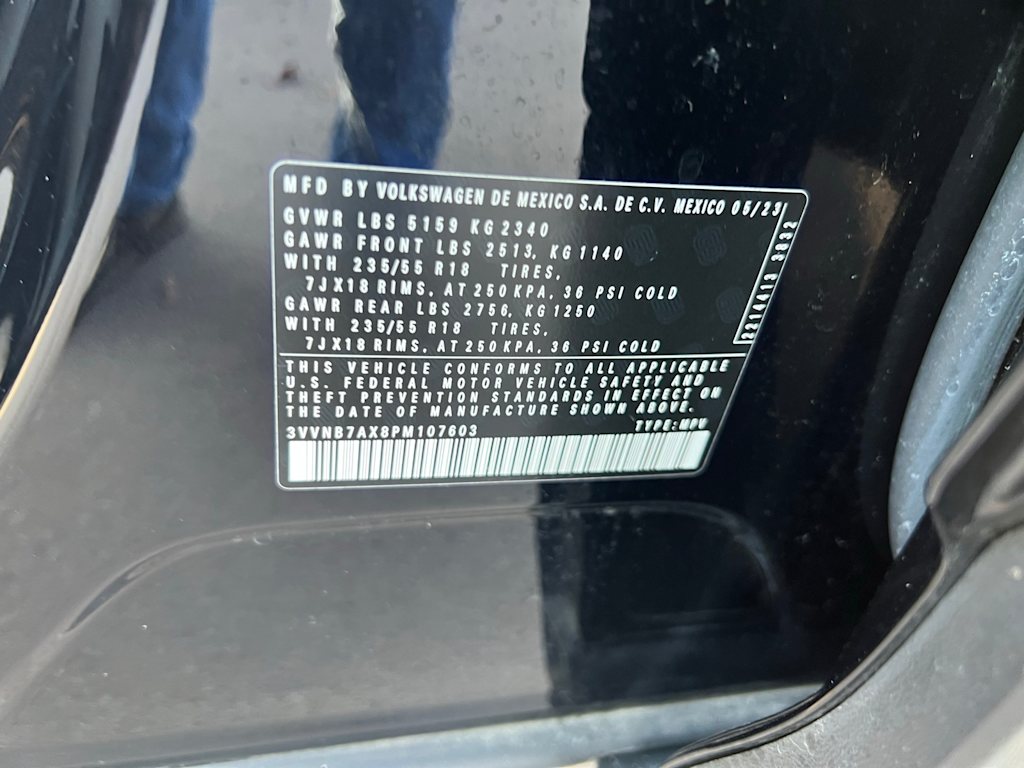 MFD BY VOLKSWAGEN DE MEXICO S.A. DE C.V. MEXICO 05/23
GVWR LBS 5159 KG 2340
GAWR FRONT LBS 2513, KG 1140
WITH 235/55 R18 TIRES,
7JX18 RIMS, AT 250 KPA, 36 PSI COLD
GAWR REAR LBS 2756, KG 1250
WITH 235/55 R18 TIRES,
7JX18 RIMS, AT 250 KPA, 36 PSI COLD
THIS VEHICLE CONFORMS TO ALL APPLICABLE
U.S. FEDERAL MOTOR VEHICLE SAFETY AND
THEFT PREVENTION STANDARDS IN EFFECT ON
THE DATE OF MANUFACTURE SHOWN ABOVE.
3VVNB7AX8PM107603 TYPE: MPV